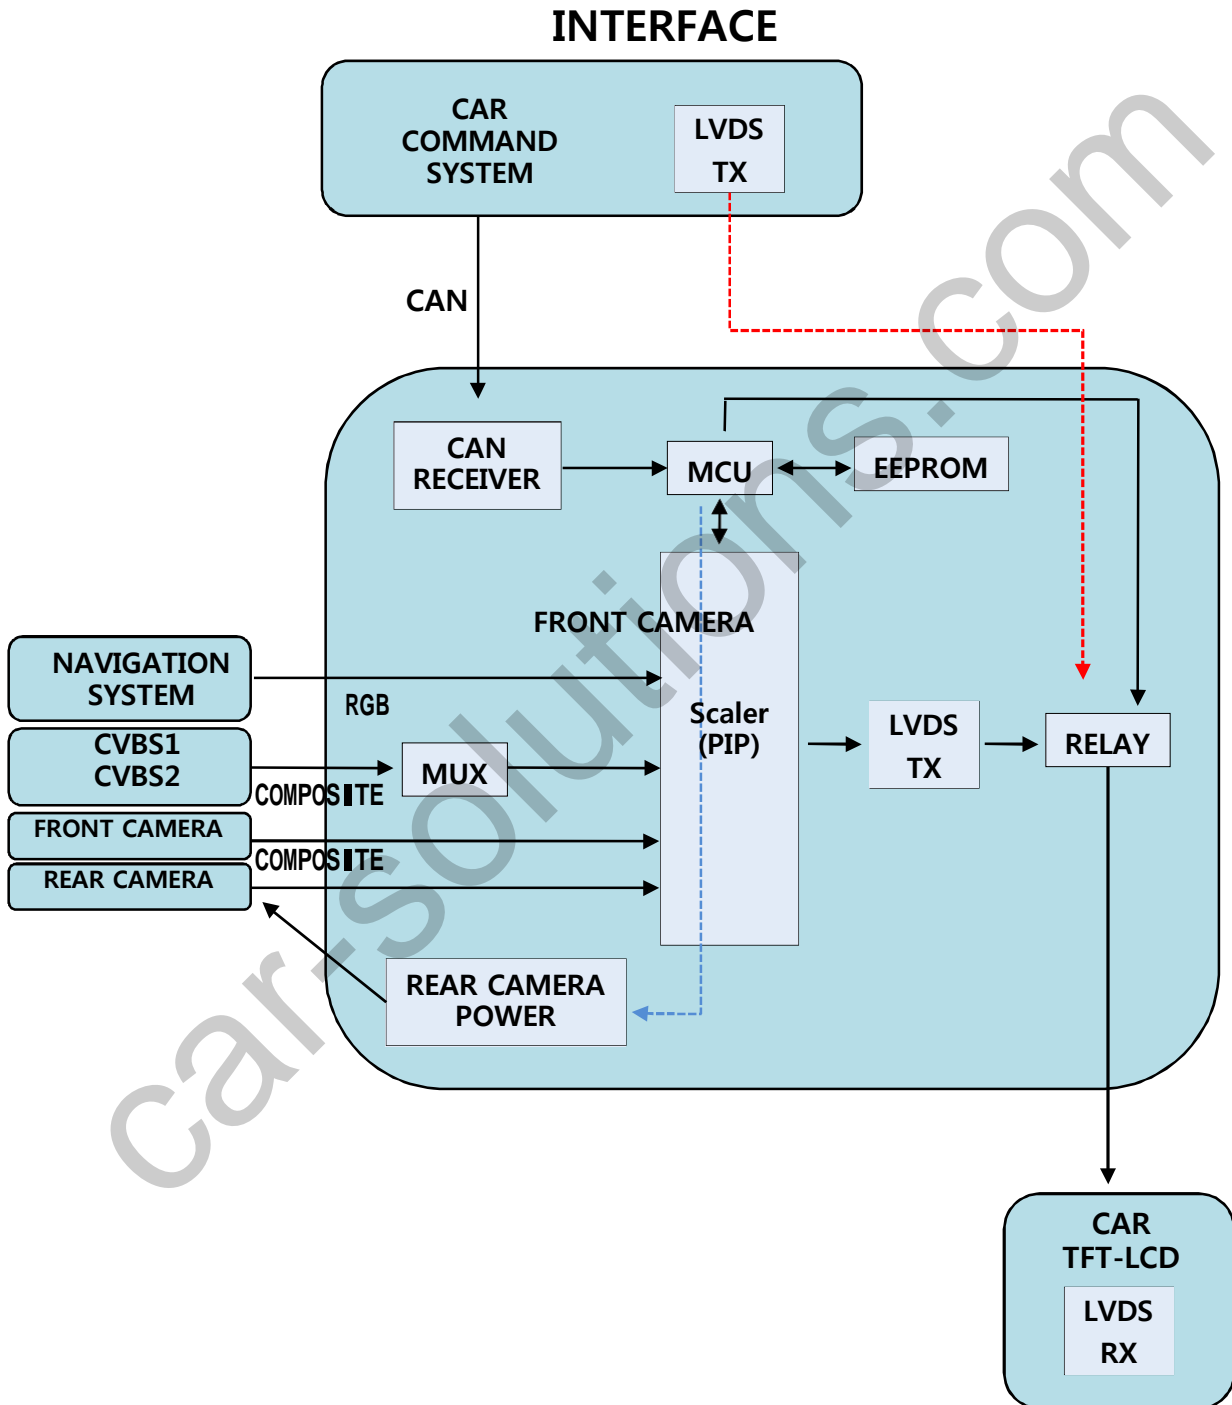 INTERFACE
CAR
COMMAND
SYSTEM
LVDS
TX
CAN
CAN
RECEIVER
MCU
EEPROM
FRONT CAMERA
NAVIGATION
SYSTEM
RGB
Scaler
(PIP)
LVDS
TX
RELAY
CVBS1
CVBS2
MUX
COMPOSITE
FRONT CAMERA
COMPOSITE
REAR CAMERA
REAR CAMERA
POWER
CAR
TFT-LCD
LVDS
RX
car-solutions.com